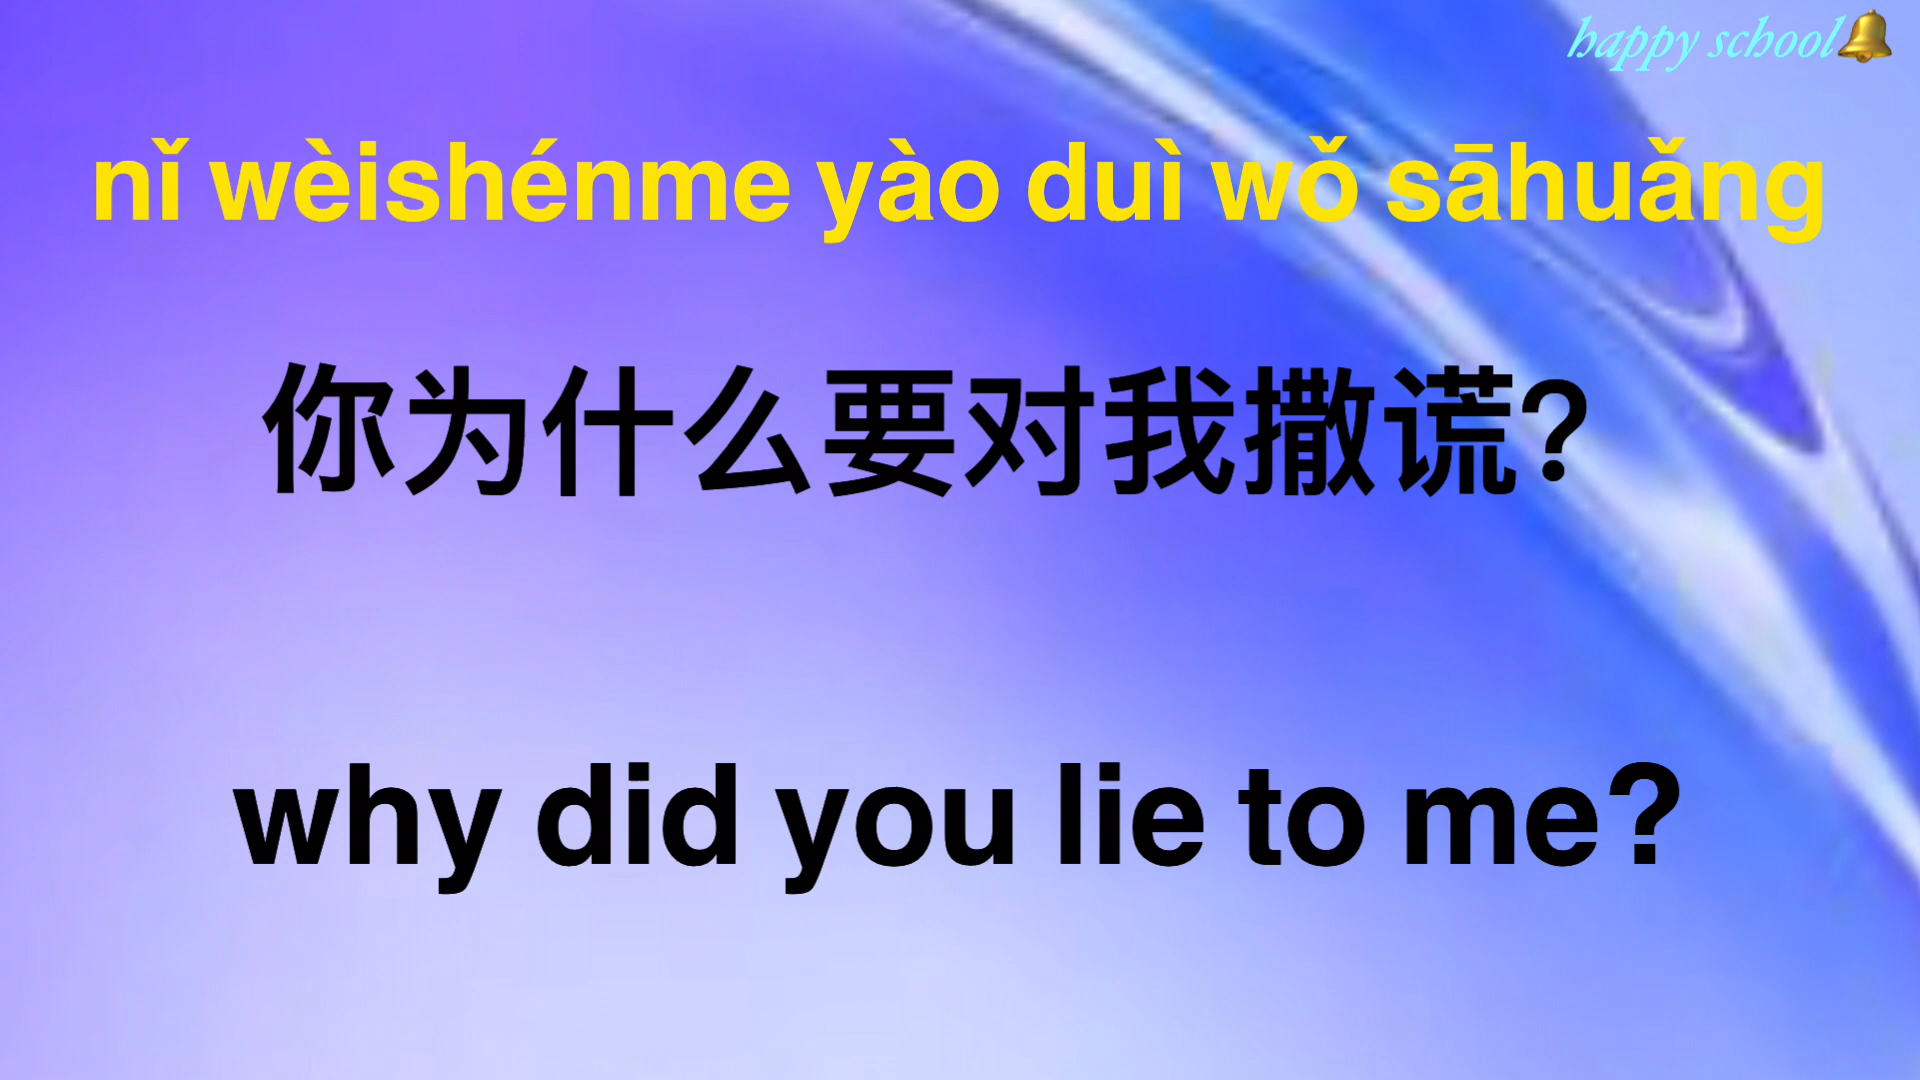 happy school🔔
nǐ wèishénme yào duì wǒ sāhuǎng
你为什么要对我撒谎?
why did you lie to me?